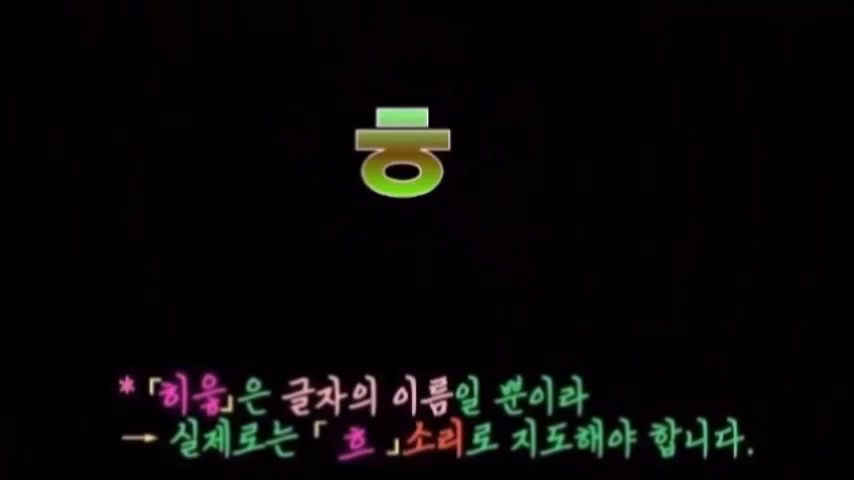 ㅎ
*「히읗」은 글자의 이름일 뿐이라
→ 실제로는「 흐 」소리로 지도해야 합니다.